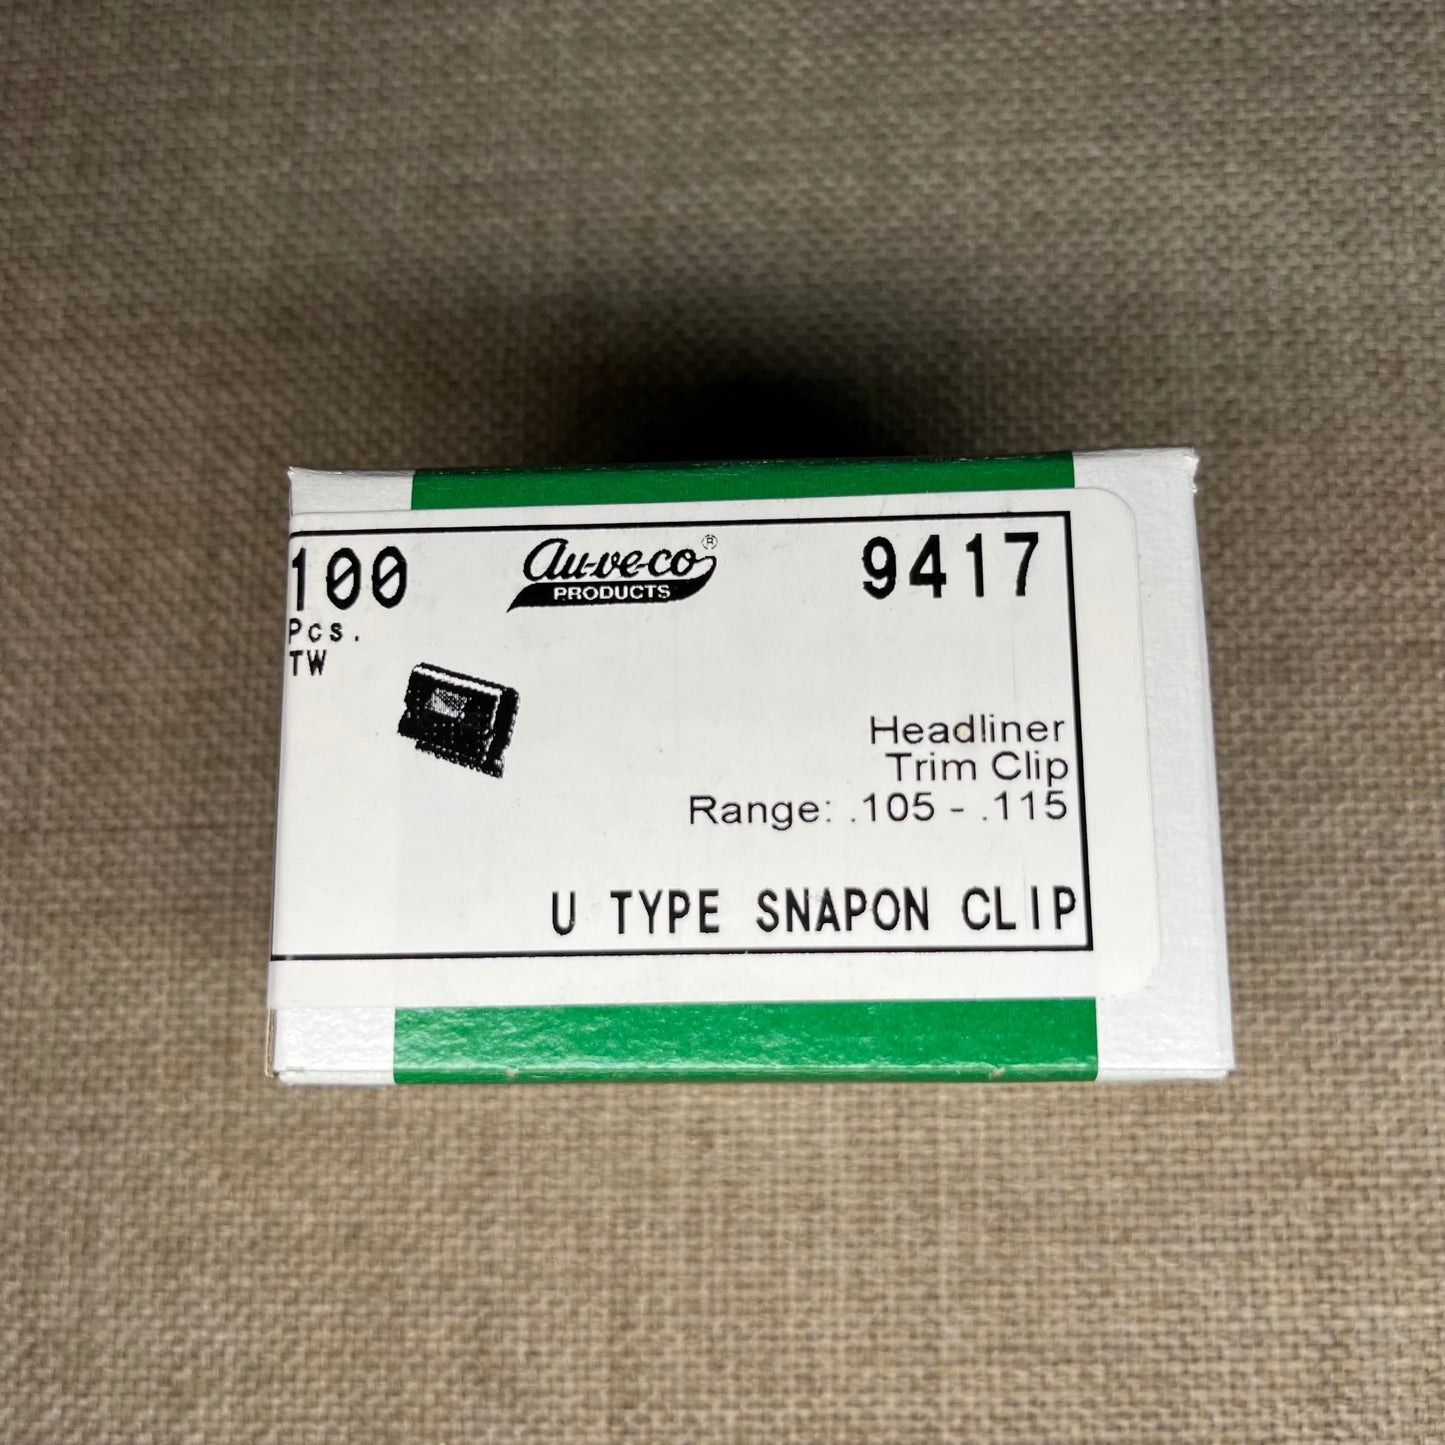 100
Pcs.
TW
au-ve-co®
PRODUCTS
9417
Headliner
Trim Clip
Range: .105 - .115
U TYPE SNAPON CLIP